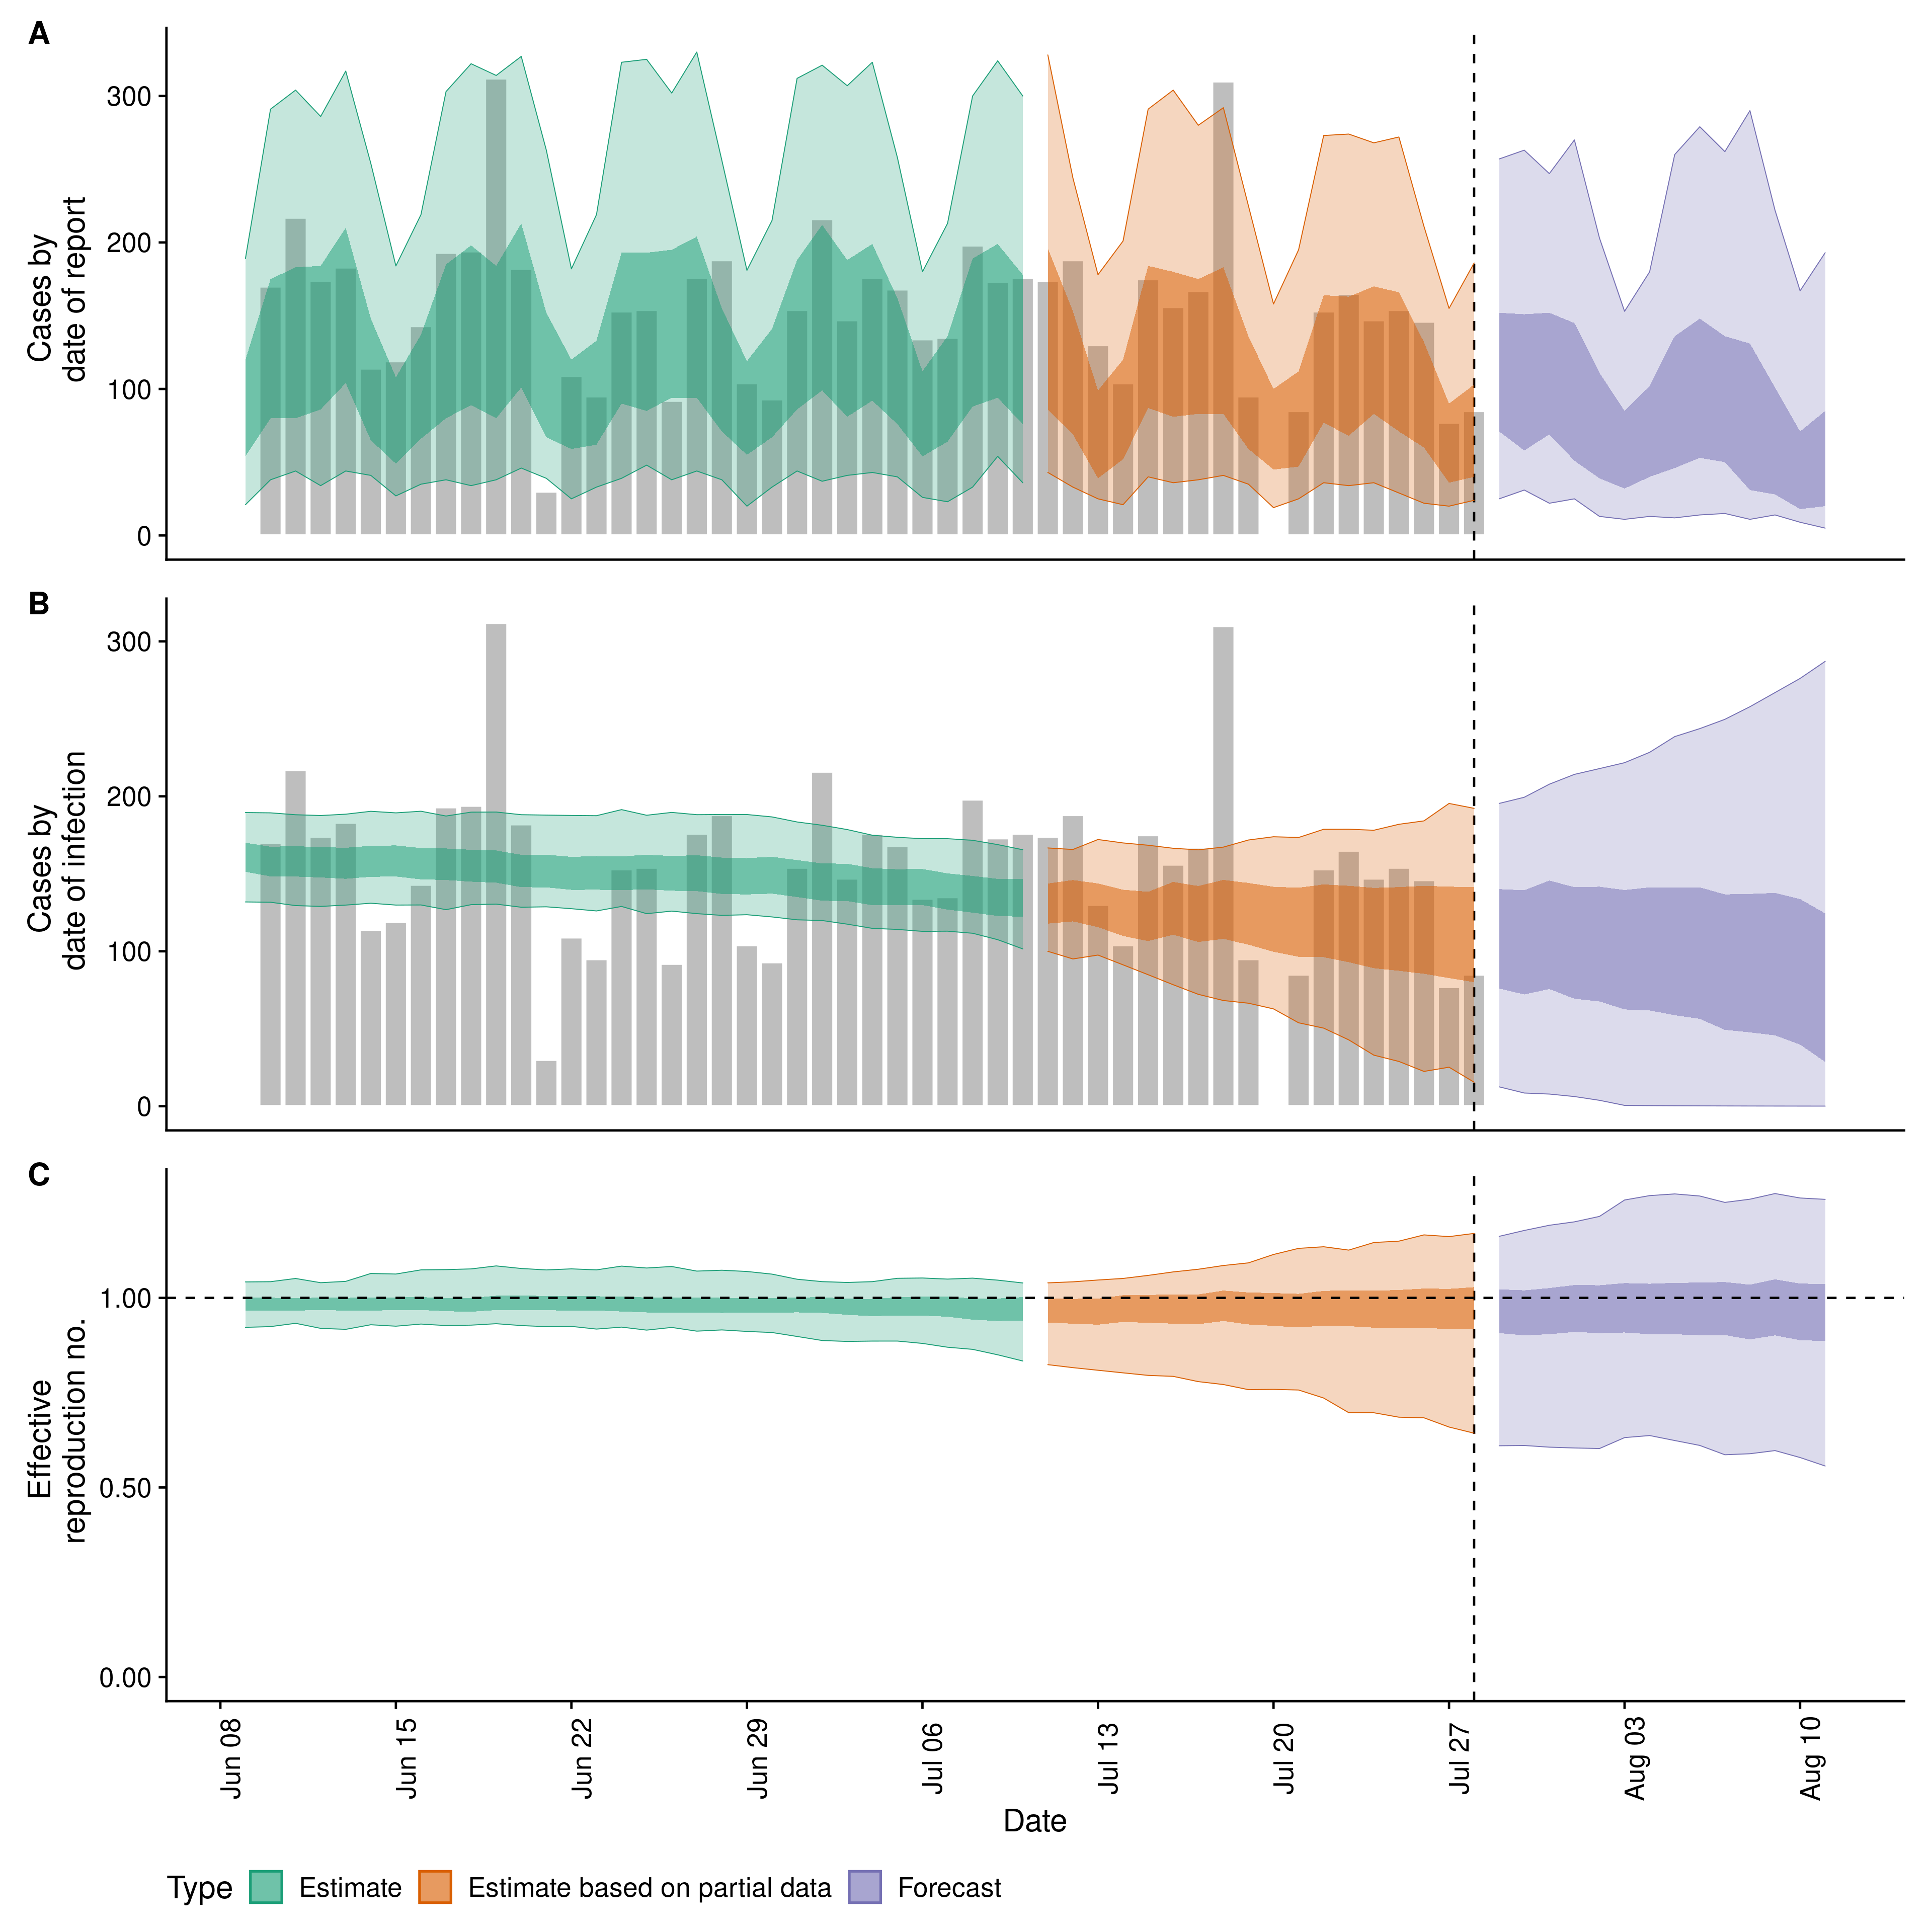 A
300
200
100
0
Cases by
date of report
B
300
200
100
0
Cases by
date of infection
C
1.00
0.50
0.00
Effective
reproduction no.
Jun 08
Jun 15
Jun 22
Jun 29
Jul 06
Jul 13
Jul 20
Jul 27
Aug 03
Aug 10
Date
Type Estimate Estimate based on partial data Forecast